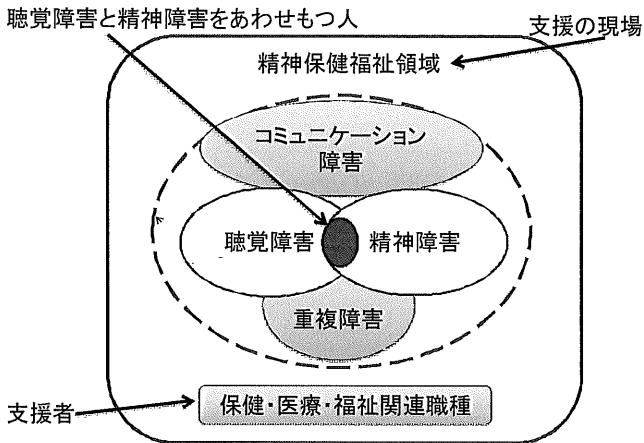 聴覚障害と精神障害をあわせもつ人
支援の現場
精神保健福祉領域
コミュニケーション
障害
聴覚障害
精神障害
重複障害
支援者
保健・医療・福祉関連職種